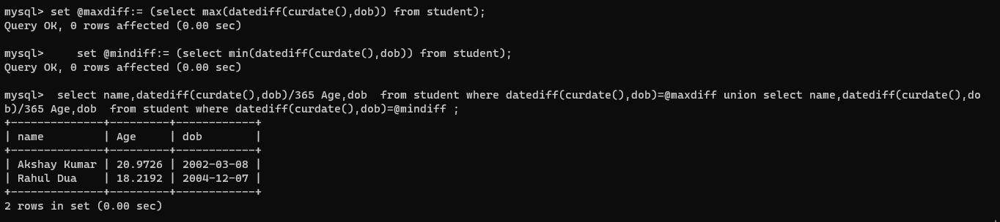 mysql> set @maxdiff:= (select max(datediff(curdate(),dob)) from student);
Query OK, 0 rows affected (0.00 sec)

mysql>     set @mindiff:= (select min(datediff(curdate(),dob)) from student);
Query OK, 0 rows affected (0.00 sec)

mysql>  select name,datediff(curdate(),dob)/365 Age,dob  from student where datediff(curdate(),dob)=@maxdiff union select name,datediff(curdate(),do
b)/365 Age,dob  from student where datediff(curdate(),dob)=@mindiff ;
+--------------+---------+------------+
| name         | Age     | dob        |
+--------------+---------+------------+
| Akshay Kumar | 20.9726 | 2002-03-08 |
| Rahul Dua    | 18.2192 | 2004-12-07 |
+--------------+---------+------------+
2 rows in set (0.00 sec)